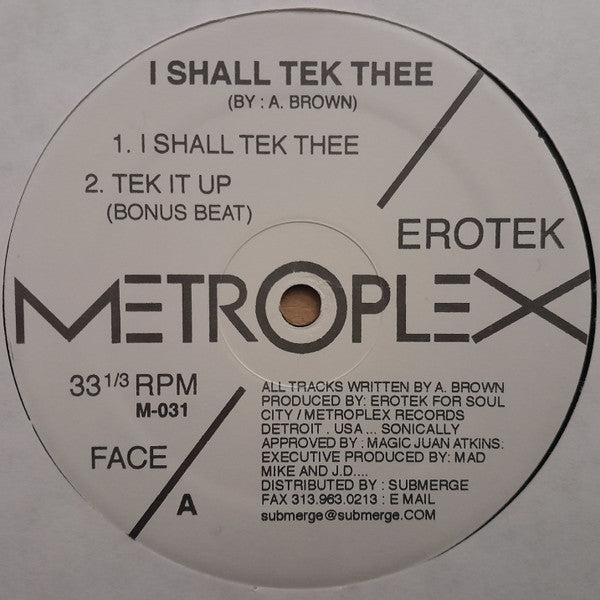 I SHALL TEK THEE
(BY : A. BROWN)
1. I SHALL TEK THEE
2. TEK IT UP
(BONUS BEAT)
EROTEK
METROPLEX
33 1/3 RPM
M-031
FACE
A
ALL TRACKS WRITTEN BY A. BROWN
PRODUCED BY: EROTEK FOR SOUL
CITY / METROPLEX RECORDS
DETROIT . USA ... SONICALLY
APPROVED BY : MAGIC JUAN ATKINS:
EXECUTIVE PRODUCED BY: MAD
MIKE AND J.D....
DISTRIBUTED BY : SUBMERGE
FAX 313.963.0213 : E MAIL
submerge@submerge.COM